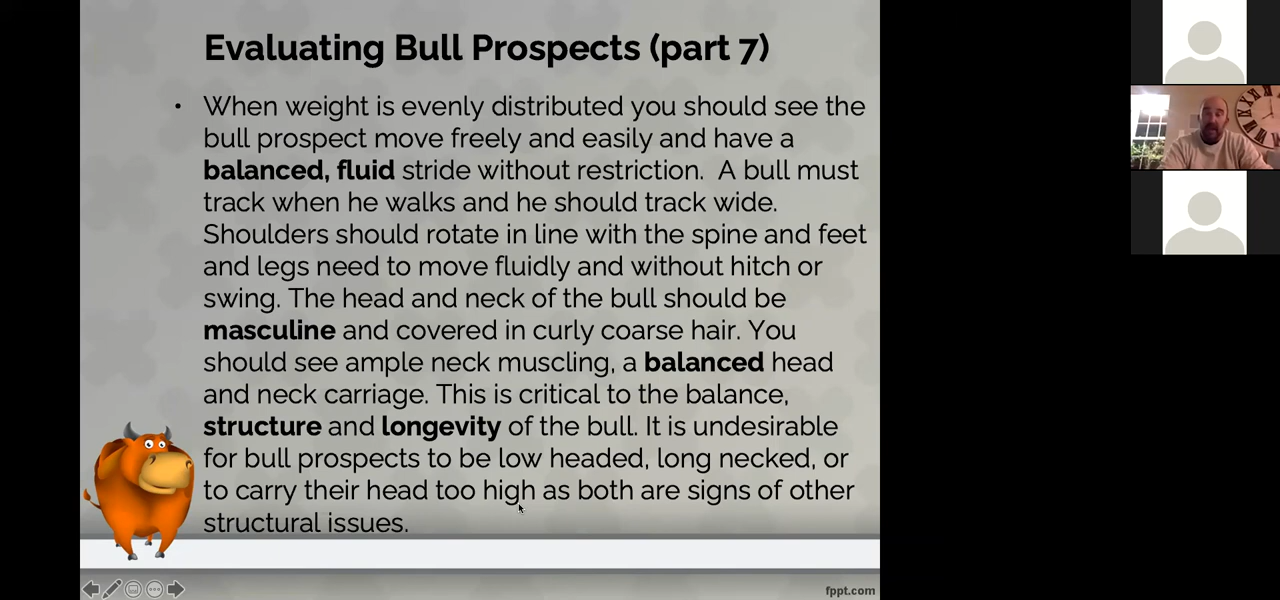 Evaluating Bull Prospects (part 7)
• When weight is evenly distributed you should see the
bull prospect move freely and easily and have a
balanced, fluid stride without restriction.  A bull must
track when he walks and he should track wide.
Shoulders should rotate in line with the spine and feet
and legs need to move fluidly and without hitch or
swing. The head and neck of the bull should be
masculine and covered in curly coarse hair. You
should see ample neck muscling, a balanced head
and neck carriage. This is critical to the balance,
structure and longevity of the bull. It is undesirable
for bull prospects to be low headed, long necked, or
to carry their head too high as both are signs of other
structural issues.
fppt.com